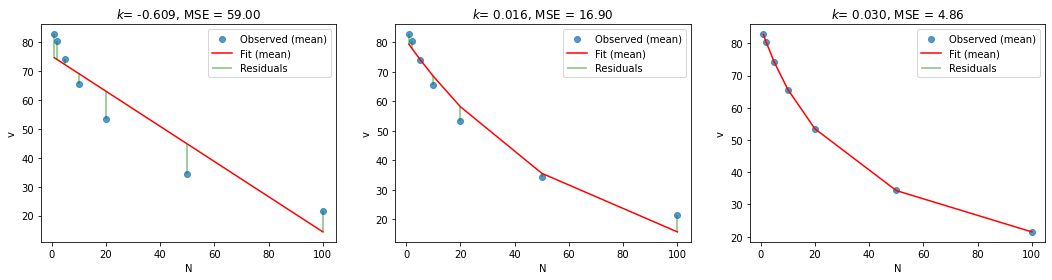 k= -0.609, MSE = 59.00
Observed (mean)
Fit (mean)
Residuals
v
80
70
60
50
40
30
20
0
20
40
60
80
100
N
k= 0.016, MSE = 16.90
Observed (mean)
Fit (mean)
Residuals
v
80
70
60
50
40
30
20
0
20
40
60
80
100
N
k= 0.030, MSE = 4.86
Observed (mean)
Fit (mean)
Residuals
v
80
70
60
50
40
30
20
0
20
40
60
80
100
N